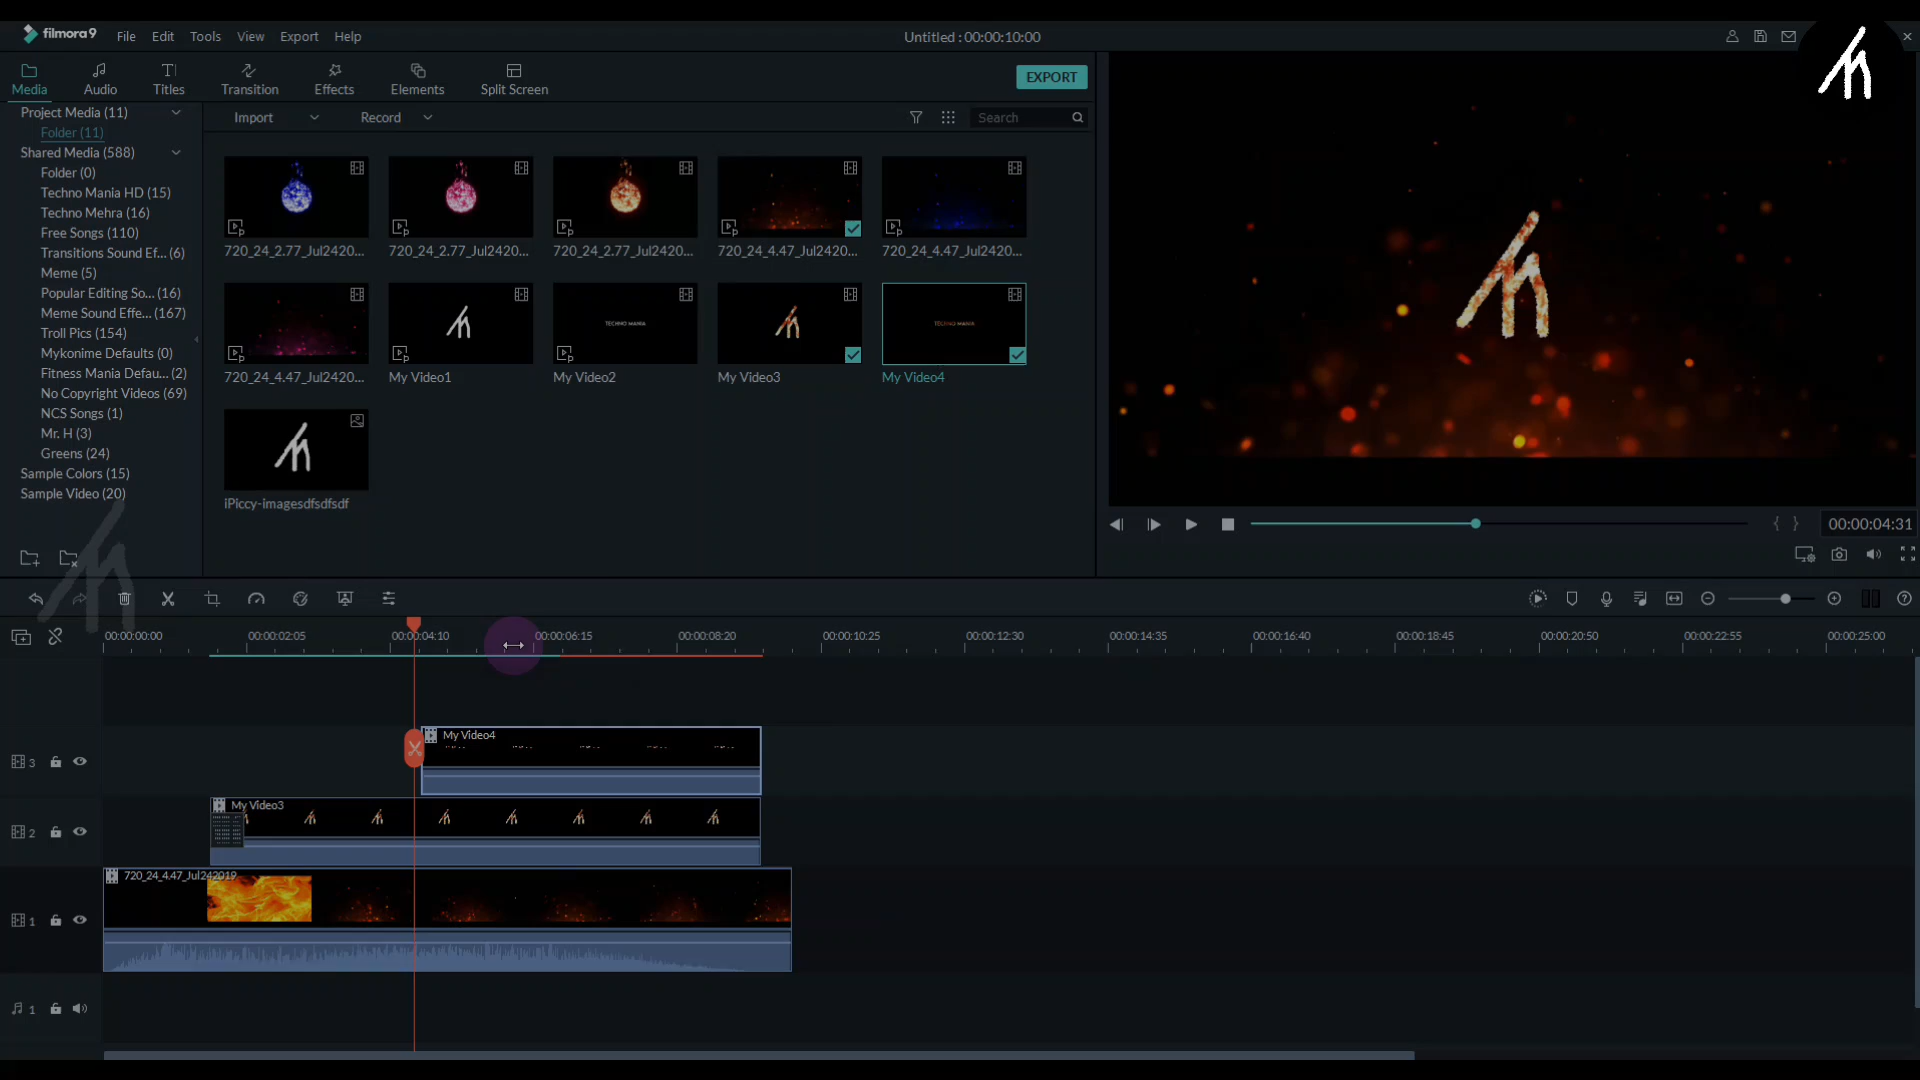 filmora9 File Edit Tools View Export Help Untitled : 00:00:10:00
Media Audio Titles Transition Effects Elements Split Screen EXPORT
Project Media (11)
Folder (11)
Shared Media (588)
Folder (0)
Techno Mania HD (15)
Techno Mehra (16)
Free Songs (110)
Transitions Sound Ef... (6)
Meme (5)
Popular Editing So... (16)
Meme Sound Effe... (167)
Troll Pics (154)
Mykonime Defaults (0)
Fitness Mania Defau... (2)
No Copyright Videos (69)
NCS Songs (1)
Mr. H (3)
Greens (24)
Sample Colors (15)
Sample Video (20)
Import Record Search
720_24_2.77_Jul2420... 720_24_2.77_Jul2420... 720_24_2.77_Jul2420... 720_24_4.47_Jul2420... 720_24_4.47_Jul2420...
TECHNO MANIA TECHNO MANIA
720_24_4.47_Jul2420... My Video1 My Video2 My Video3 My Video4
iPiccy-imagesdfsdfsdf
00:00:04:31
00:00:00:00 00:00:02:05 00:00:04:10 00:00:06:15 00:00:08:20 00:00:10:25 00:00:12:30 00:00:14:35 00:00:16:40 00:00:18:45 00:00:20:50 00:00:22:55 00:00:25:00
My Video4
3
My Video3
2
720_24_4.47_Jul242019
1
1